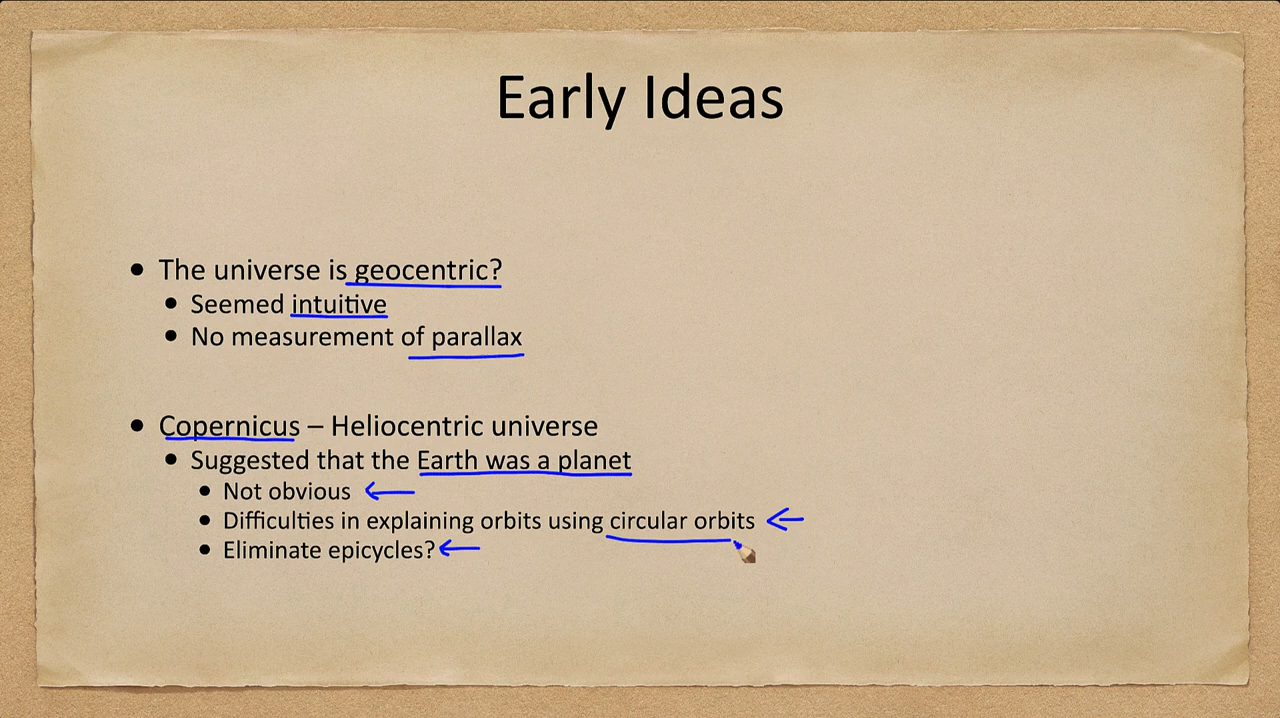 Early Ideas
• The universe is geocentric?
• Seemed intuitive
• No measurement of parallax
• Copernicus – Heliocentric universe
• Suggested that the Earth was a planet
• Not obvious
• Difficulties in explaining orbits using circular orbits
• Eliminate epicycles?